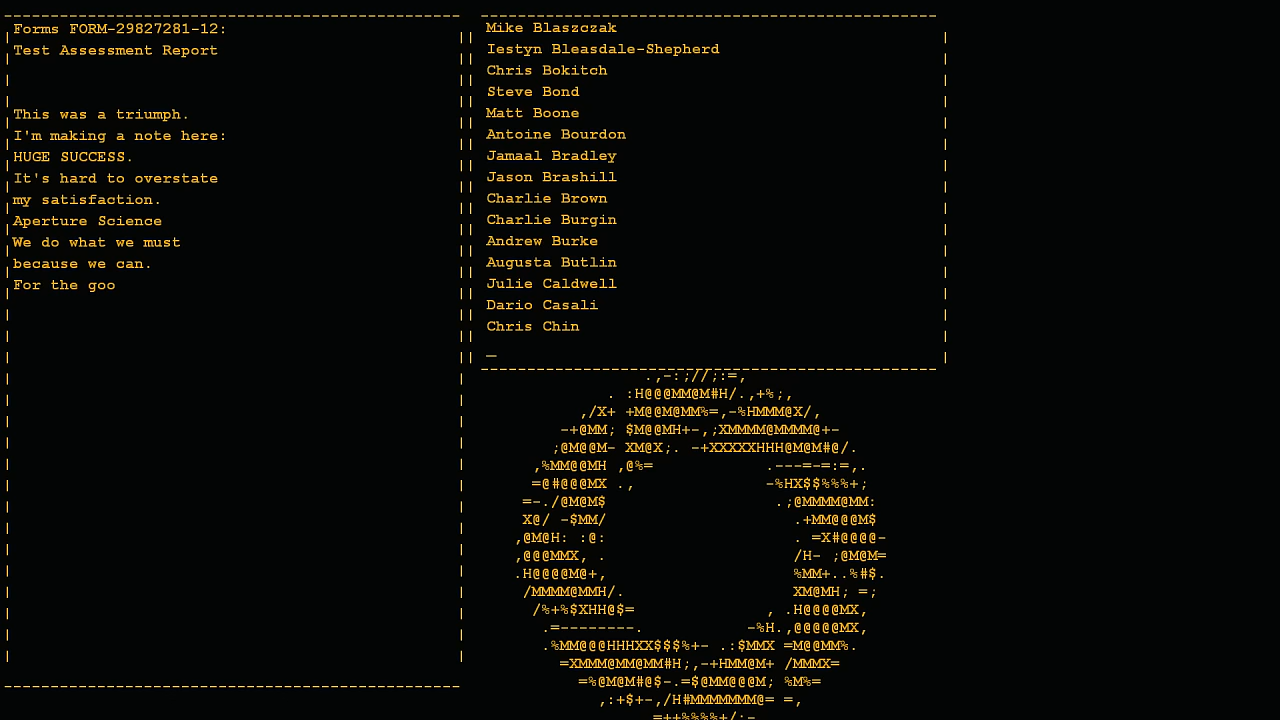 Forms FORM-29827281-12:
Test Assessment Report
This was a triumph.
I'm making a note here:
HUGE SUCCESS.
It's hard to overstate
my satisfaction.
Aperture Science
We do what we must
because we can.
For the goo
Mike Blaszczak
Iestyn Bleasdale-Shepherd
Chris Bokitch
Steve Bond
Matt Boone
Antoine Bourdon
Jamaal Bradley
Jason Brashill
Charlie Brown
Charlie Burgin
Andrew Burke
Augusta Butlin
Julie Caldwell
Dario Casali
Chris Chin